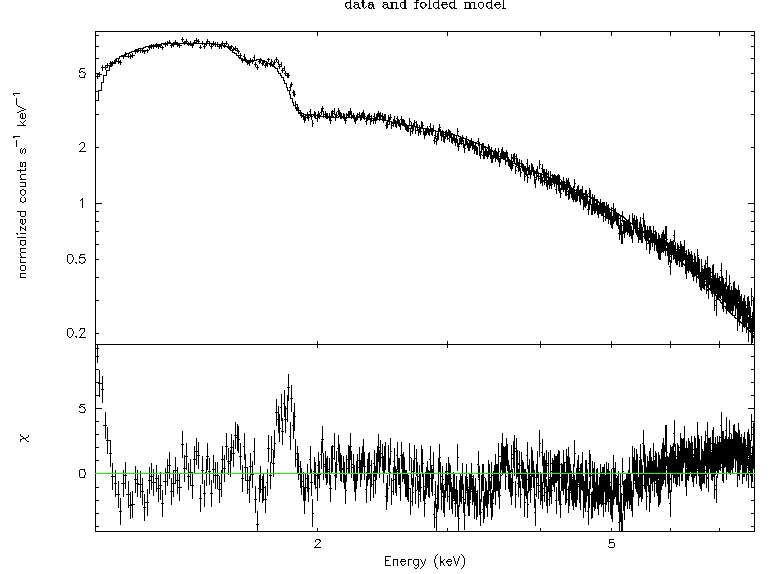 data and folded model
normalized counts s⁻¹ keV⁻¹
5
2
1
0.5
0.2
χ
5
0
2
5
Energy (keV)